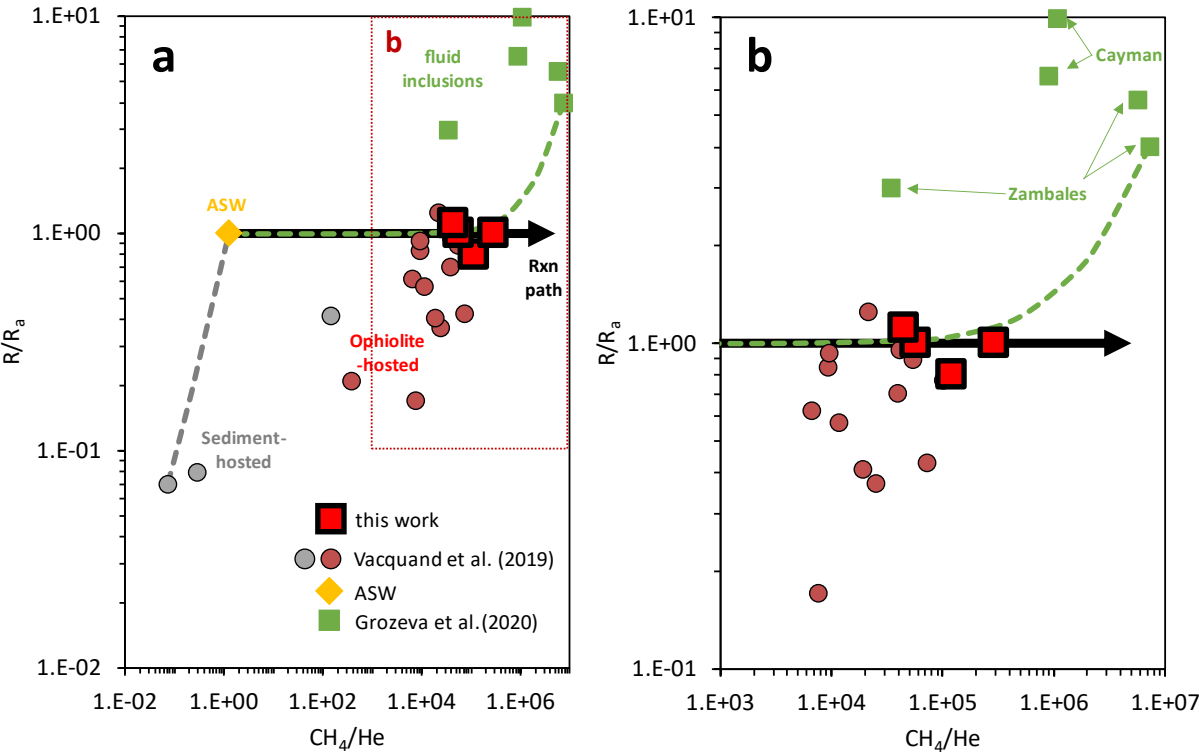 a
b
fluid
inclusions
ASW
Rxn
path
Ophiolite
-hosted
Sediment-
hosted
this work
Vacquand et al. (2019)
ASW
Grozeva et al.(2020)
1.E+01
1.E+00
1.E-01
1.E-02
R/Ra
1.E-02 1.E+00 1.E+02 1.E+04 1.E+06
CH4/He
b
Cayman
Zambales
1.E+01
1.E+00
1.E-01
R/Ra
1.E+03 1.E+04 1.E+05 1.E+06 1.E+07
CH4/He